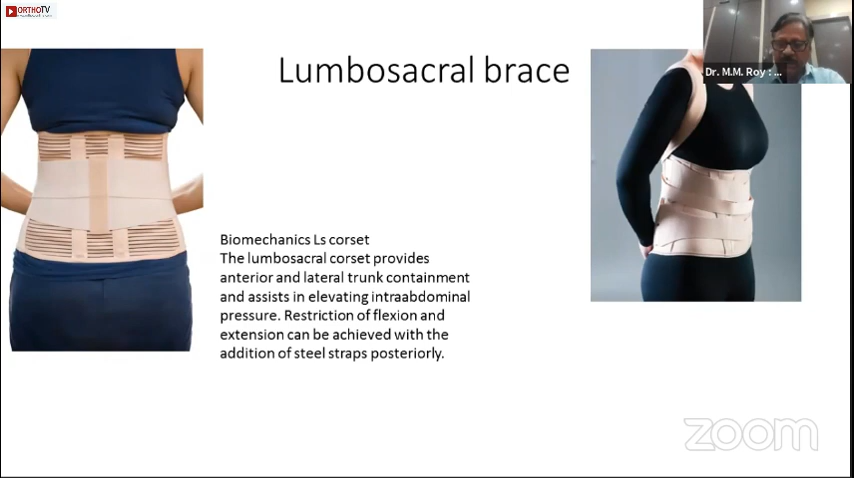 ORTHOTV
Lumbosacral brace
Dr. M.M. Roy : ...
Biomechanics Ls corset
The lumbosacral corset provides
anterior and lateral trunk containment
and assists in elevating intraabdominal
pressure. Restriction of flexion and
extension can be achieved with the
addition of steel straps posteriorly.
zoom